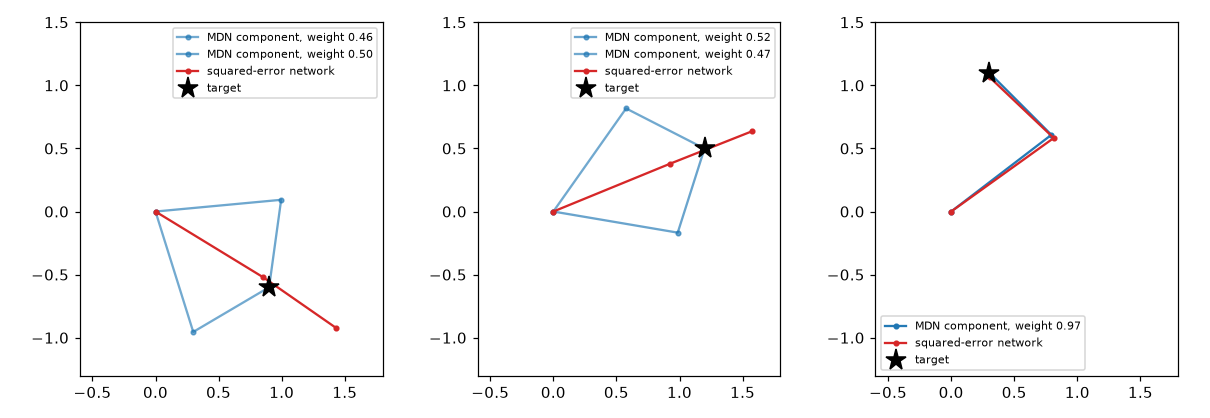 MDN component, weight 0.46
MDN component, weight 0.50
squared-error network
target
1.5
1.0
0.5
0.0
−0.5
−1.0
−0.5 0.0 0.5 1.0 1.5
MDN component, weight 0.52
MDN component, weight 0.47
squared-error network
target
1.5
1.0
0.5
0.0
−0.5
−1.0
−0.5 0.0 0.5 1.0 1.5
1.5
1.0
0.5
0.0
−0.5
−1.0
MDN component, weight 0.97
squared-error network
target
−0.5 0.0 0.5 1.0 1.5